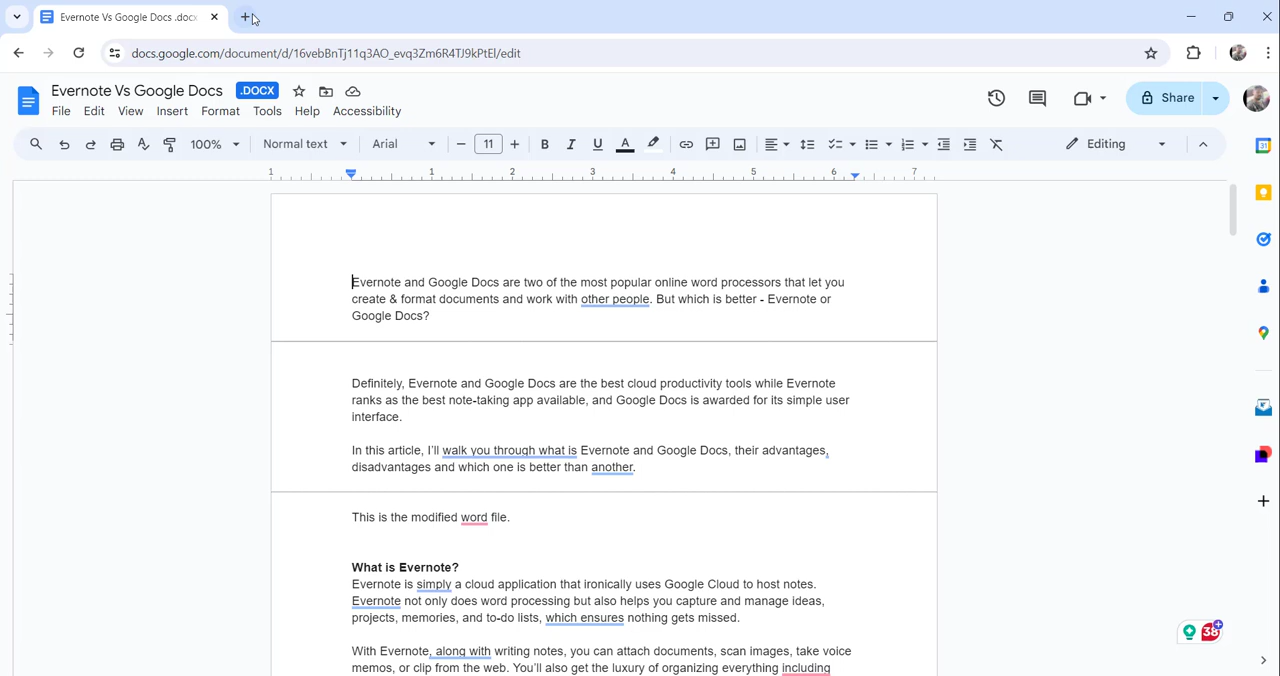 Evernote Vs Google Docs .docx
docs.google.com/document/d/16vebBnTj11q3AO_evq3Zm6R4TJ9kPtEl/edit
Evernote Vs Google Docs .DOCX
File Edit View Insert Format Tools Help Accessibility
Share
100% Normal text Arial 11 B I U A Editing
1 1 2 3 4 5 6 7
31
Evernote and Google Docs are two of the most popular online word processors that let you
create & format documents and work with other people. But which is better - Evernote or
Google Docs?
Definitely, Evernote and Google Docs are the best cloud productivity tools while Evernote
ranks as the best note-taking app available, and Google Docs is awarded for its simple user
interface.
In this article, I'll walk you through what is Evernote and Google Docs, their advantages,
disadvantages and which one is better than another.
This is the modified word file.
What is Evernote?
Evernote is simply a cloud application that ironically uses Google Cloud to host notes.
Evernote not only does word processing but also helps you capture and manage ideas,
projects, memories, and to-do lists, which ensures nothing gets missed.
With Evernote, along with writing notes, you can attach documents, scan images, take voice
memos, or clip from the web. You'll also get the luxury of organizing everything including
38